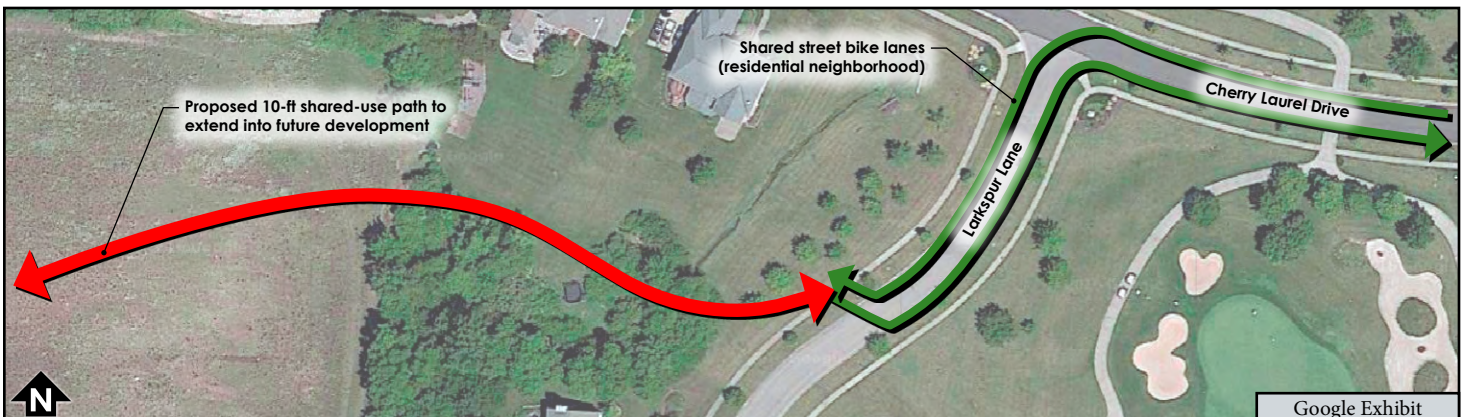 Shared street bike lanes
(residential neighborhood)
Proposed 10-ft shared-use path to
extend into future development
Cherry Laurel Drive
Larkspur Lane
N
Google Exhibit